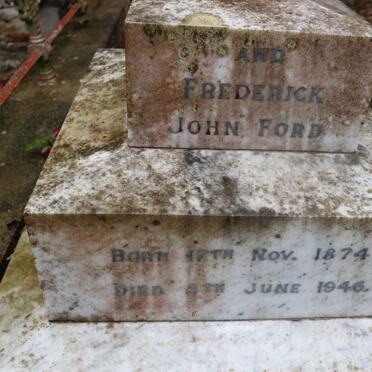 AND
FREDERICK
JOHN FORD
BORN 17TH NOV. 1874
DIED 5TH JUNE 1946.